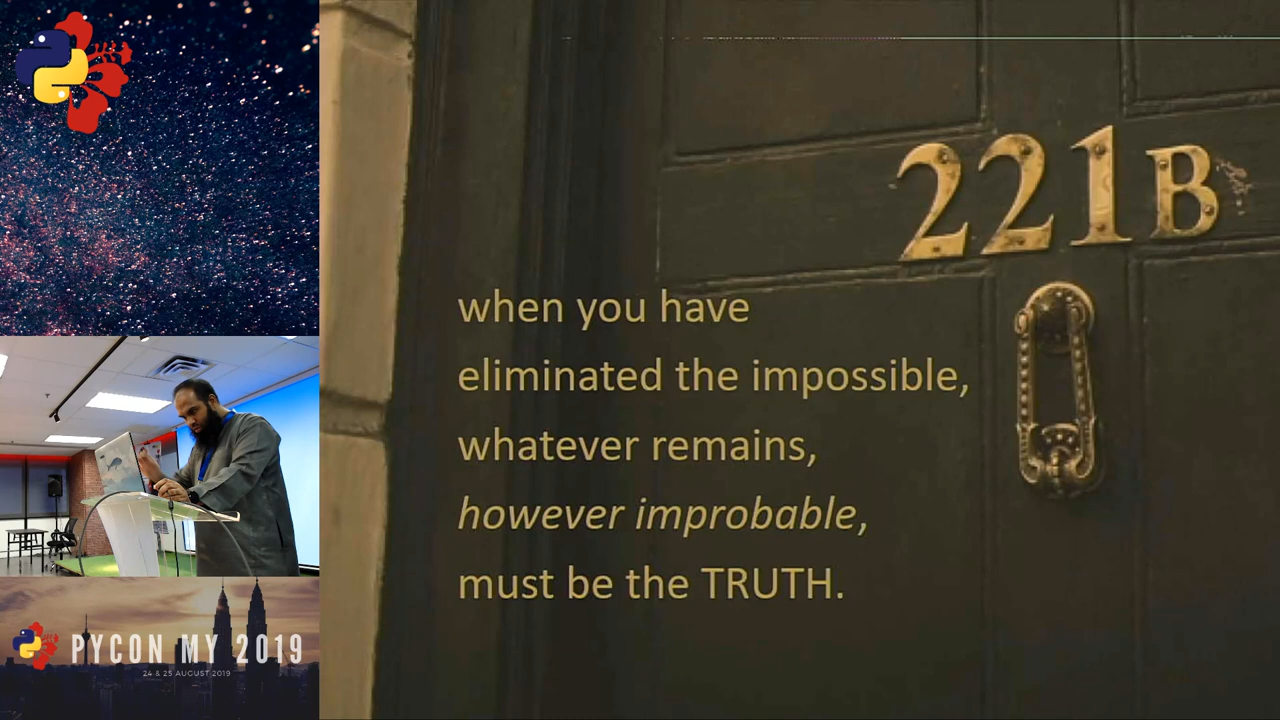 221B
when you have
eliminated the impossible,
whatever remains,
however improbable,
must be the TRUTH.
PYCON MY 2019
24 & 25 AUGUST 2019